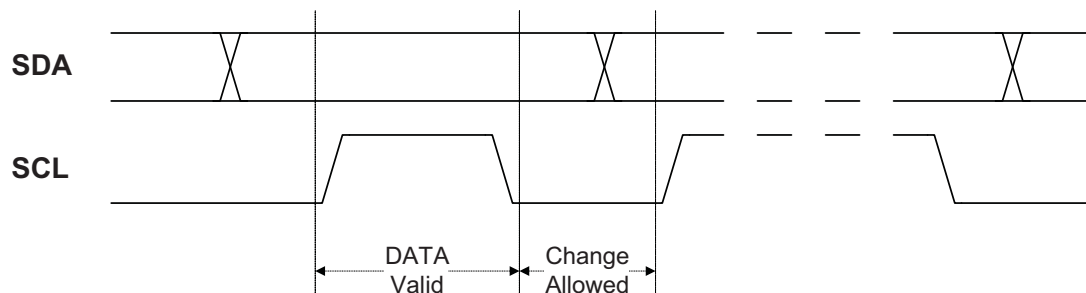 SDA
SCL
DATA
Valid
Change
Allowed